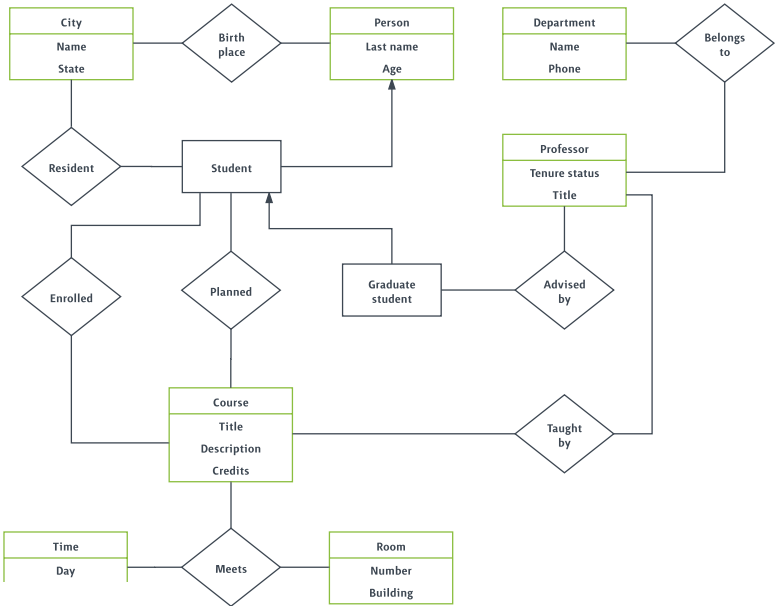 City
Name
State
Birth
place
Person
Last name
Age
Department
Name
Phone
Belongs
to
Resident
Student
Professor
Tenure status
Title
Enrolled
Planned
Graduate
student
Advised
by
Course
Title
Description
Credits
Taught
by
Time
Day
Meets
Room
Number
Building